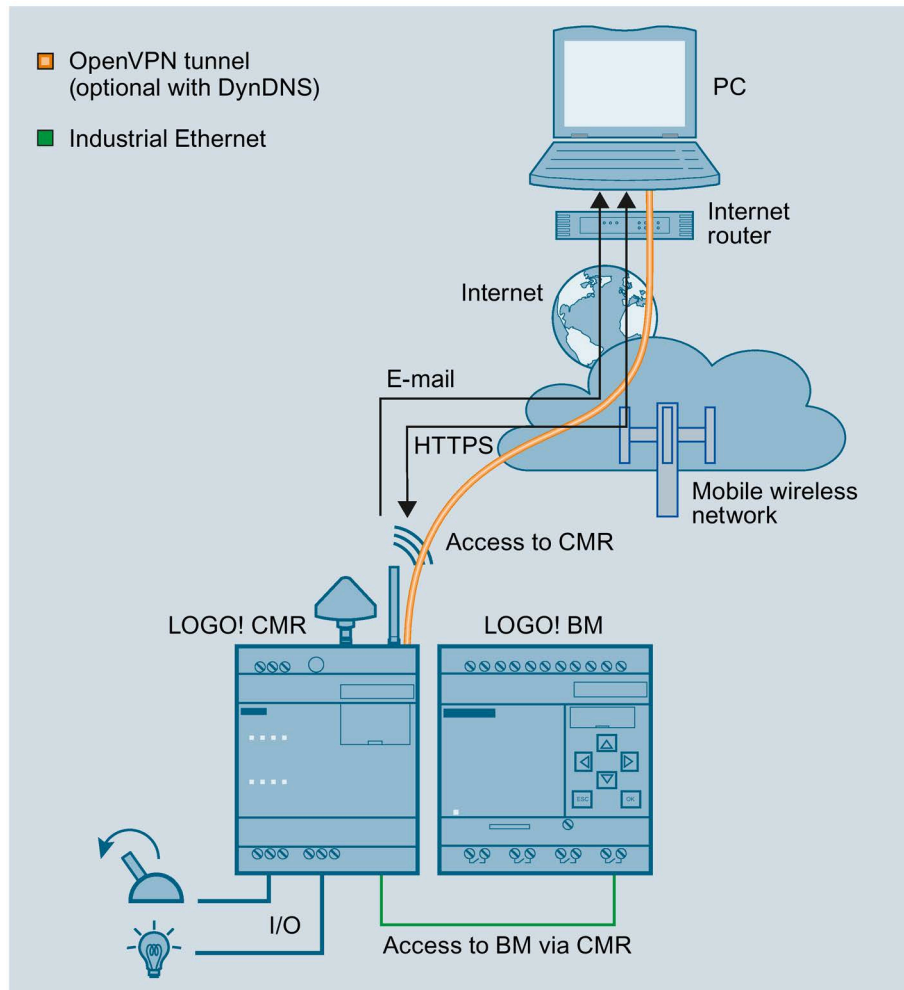 OpenVPN tunnel
(optional with DynDNS)
Industrial Ethernet
PC
Internet
router
Internet
E-mail
HTTPS
Mobile wireless
network
Access to CMR
LOGO! CMR
LOGO! BM
ESC
OK
I/O
Access to BM via CMR